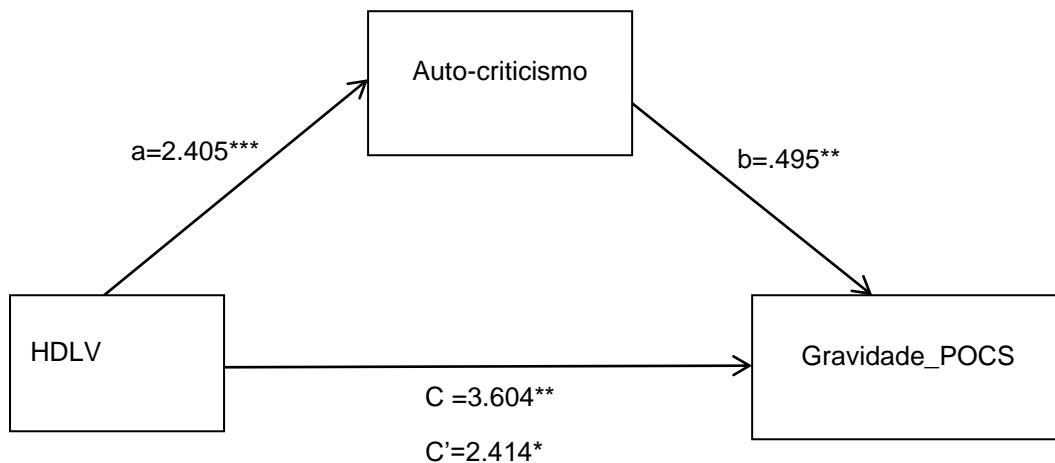 Auto-criticismo
a=2.405***
b=.495**
HDLV
Gravidade_POCS
C =3.604**
C'=2.414*